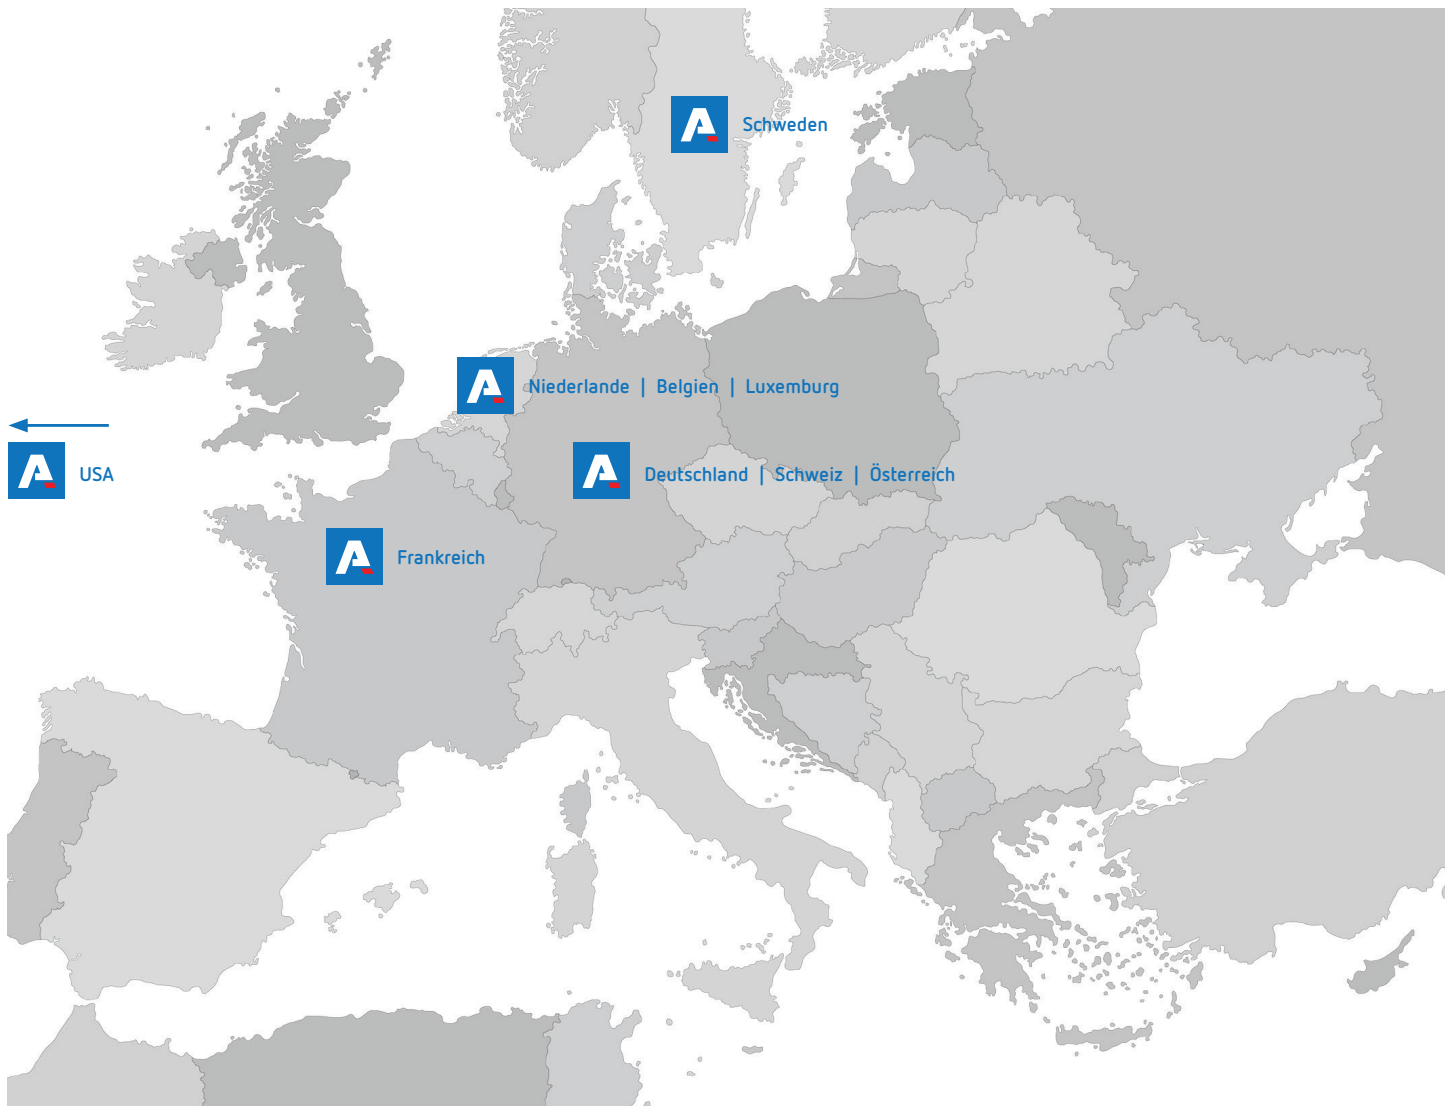 Schweden
Niederlande | Belgien | Luxemburg
USA
Deutschland | Schweiz | Österreich
Frankreich